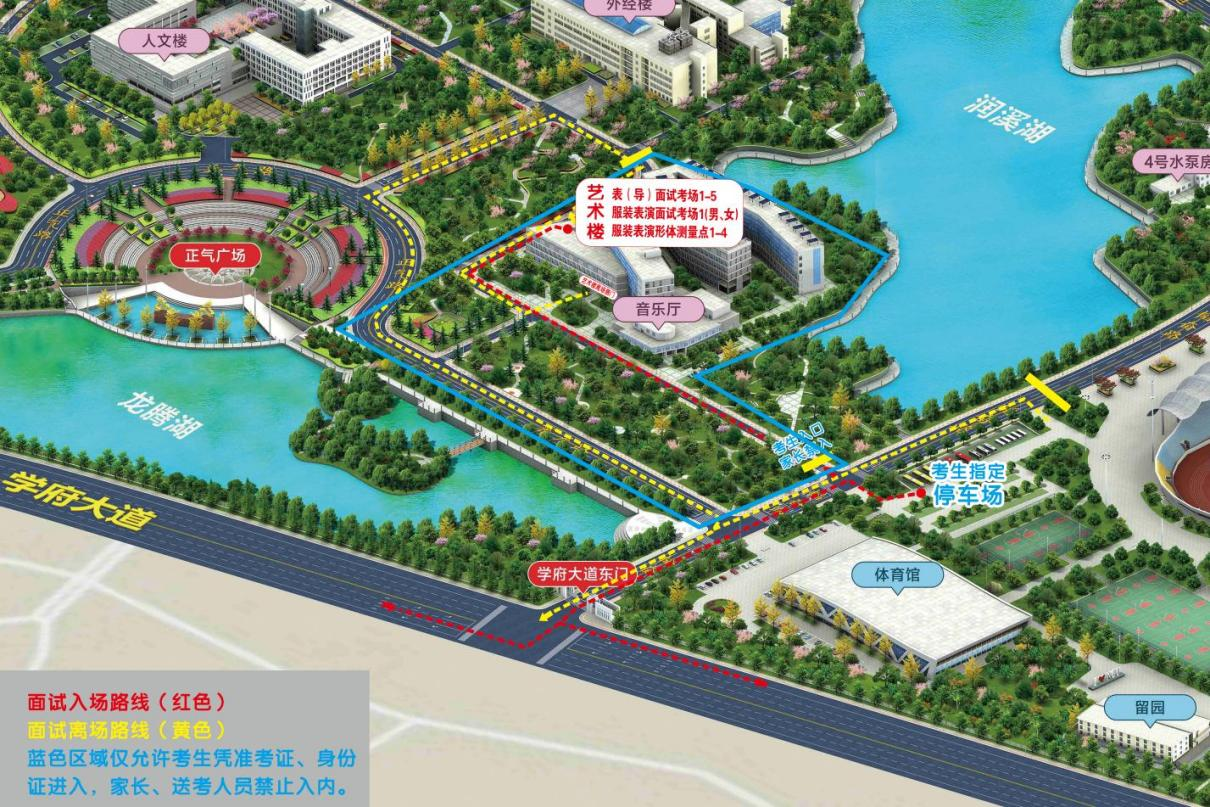 外经楼
人文楼
润溪湖
4号水泵房
艺术楼
表（导）面试考场1-5
服装表演面试考场1(男、女)
服装表演形体测量点1-4
正气广场
音乐厅
龙腾湖
考生入口
家长禁入
考生指定
停车场
学府大道
学府大道东门
体育馆
留园
面试入场路线（红色）
面试离场路线（黄色）
蓝色区域仅允许考生凭准考证、身份
证进入，家长、送考人员禁止入内。